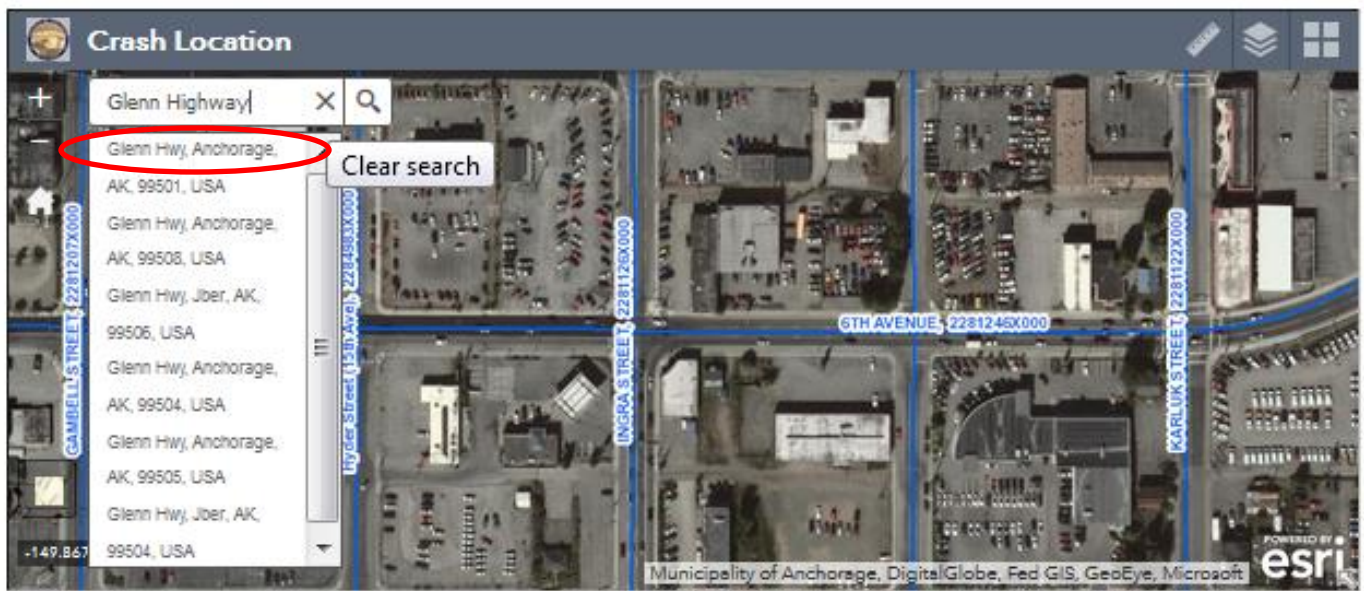 Crash Location
Glenn Highway
Clear search
Glenn Hwy, Anchorage,
AK, 99501, USA
Glenn Hwy, Anchorage,
AK, 99508, USA
Glenn Hwy, Jber, AK,
99506, USA
Glenn Hwy, Anchorage,
AK, 99504, USA
Glenn Hwy, Anchorage,
AK, 99505, USA
Glenn Hwy, Jber, AK,
99504, USA
-149.867
GAMBELL STREET, 2281207X000
Hyder Street (15th Ave), 2284983X000
INGRA STREET, 2281126X000
6TH AVENUE, 2281246X000
KARLUK STREET, 2281122X000
Municipality of Anchorage, DigitalGlobe, Fed GIS, GeoEye, Microsoft
POWERED BY
esri